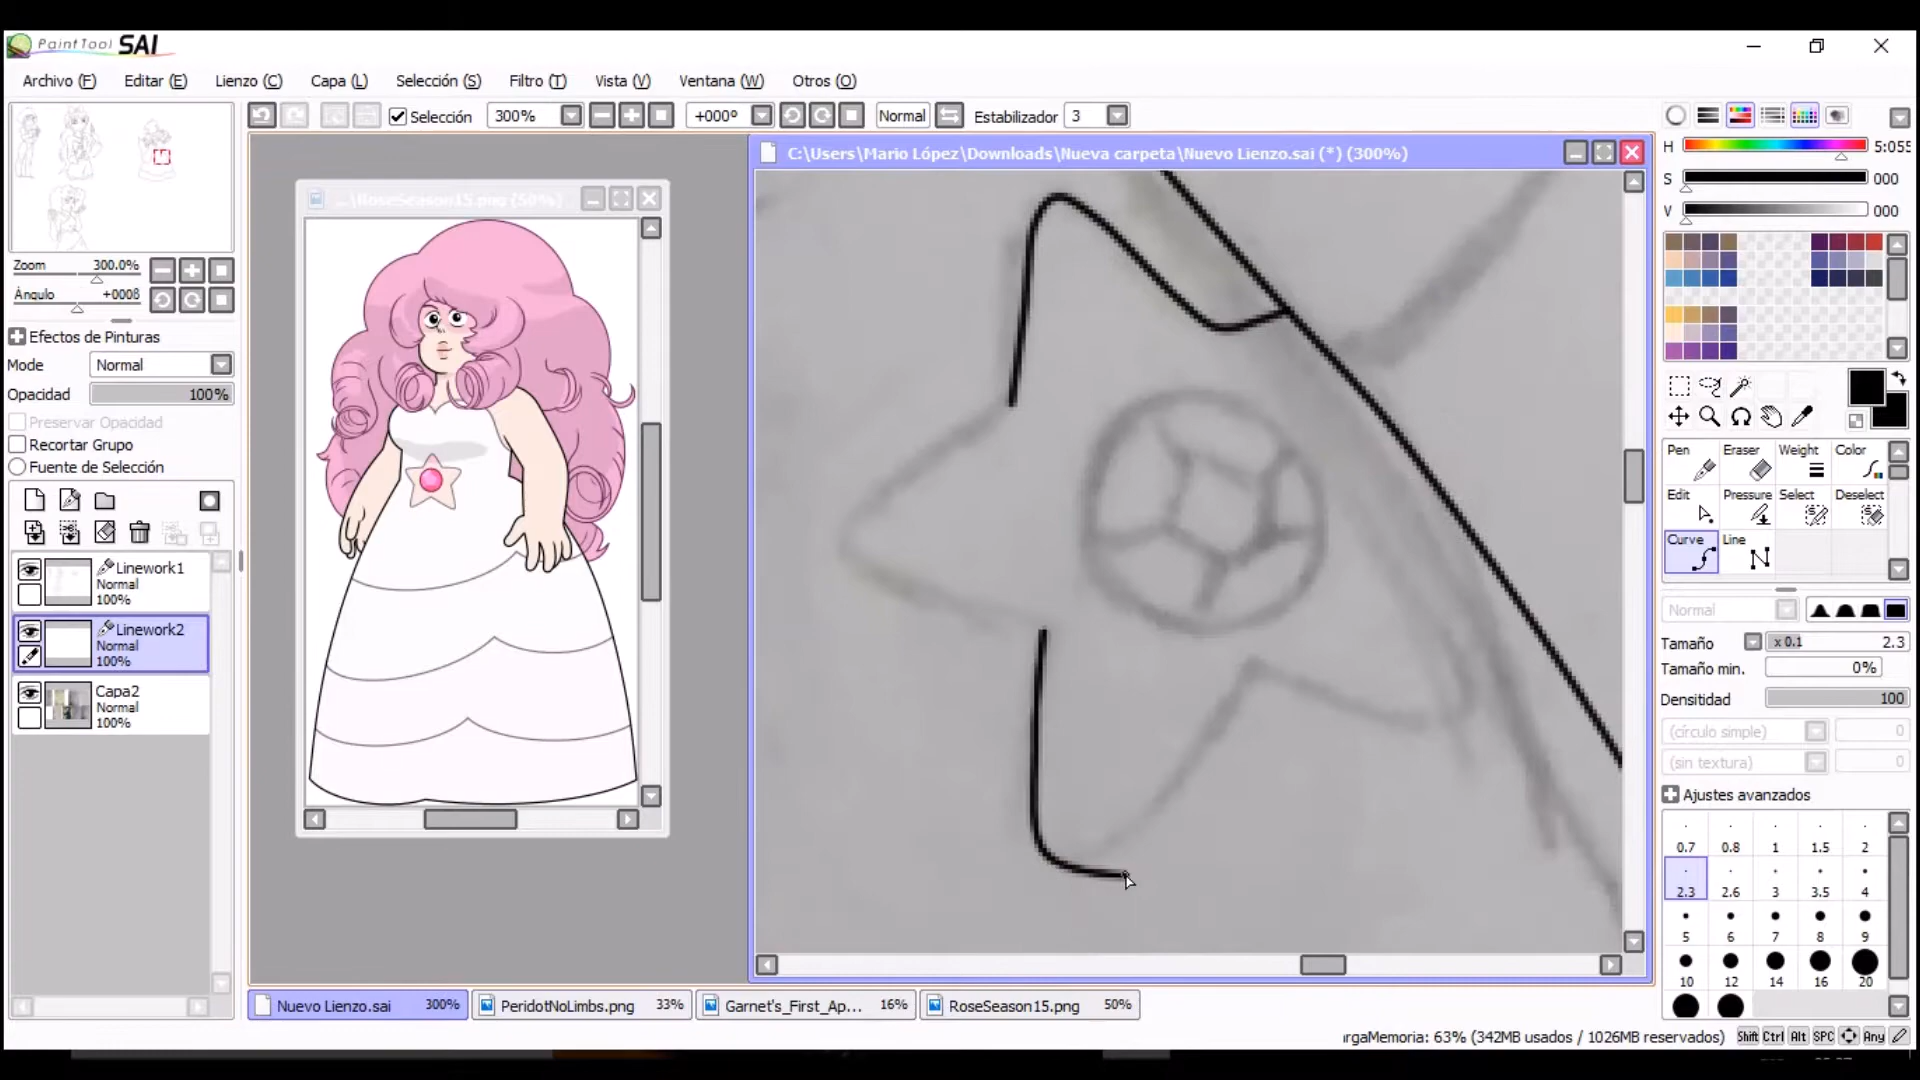 PaintTool SAI
Archivo (F) Editar (E) Lienzo (C) Capa (L) Selección (S) Filtro (T) Vista (V) Ventana (W) Otros (O)
Selección 300% +000º Normal Estabilizador 3
C:\Users\Mario López\Downloads\Nueva carpeta\Nuevo Lienzo.sai (*) (300%)
...\RoseSeason15.png (50%)
Zoom 300.0%
Ángulo +000ß
Efectos de Pinturas
Mode Normal
Opacidad 100%
Preservar Opacidad
Recortar Grupo
Fuente de Selección
Linework1
Normal
100%
Linework2
Normal
100%
Capa2
Normal
100%
H 5:055
S 000
V 000
Pen Eraser Weight Color
Edit Pressure Select Deselect
Curve Line
Normal
Tamaño x 0.1 2.3
Tamaño min. 0%
Densidad 100
(círculo simple) 0
(sin textura) 0
Ajustes avanzados
0.7 0.8 1 1.5 2
2.3 2.6 3 3.5 4
5 6 7 8 9
10 12 14 16 20
Nuevo Lienzo.sai 300% PeridotNoLimbs.png 33% Garnet's_First_Ap... 16% RoseSeason15.png 50%
rgaMemoria: 63% (342MB usados / 1026MB reservados) Shift Ctrl Alt SPC Any